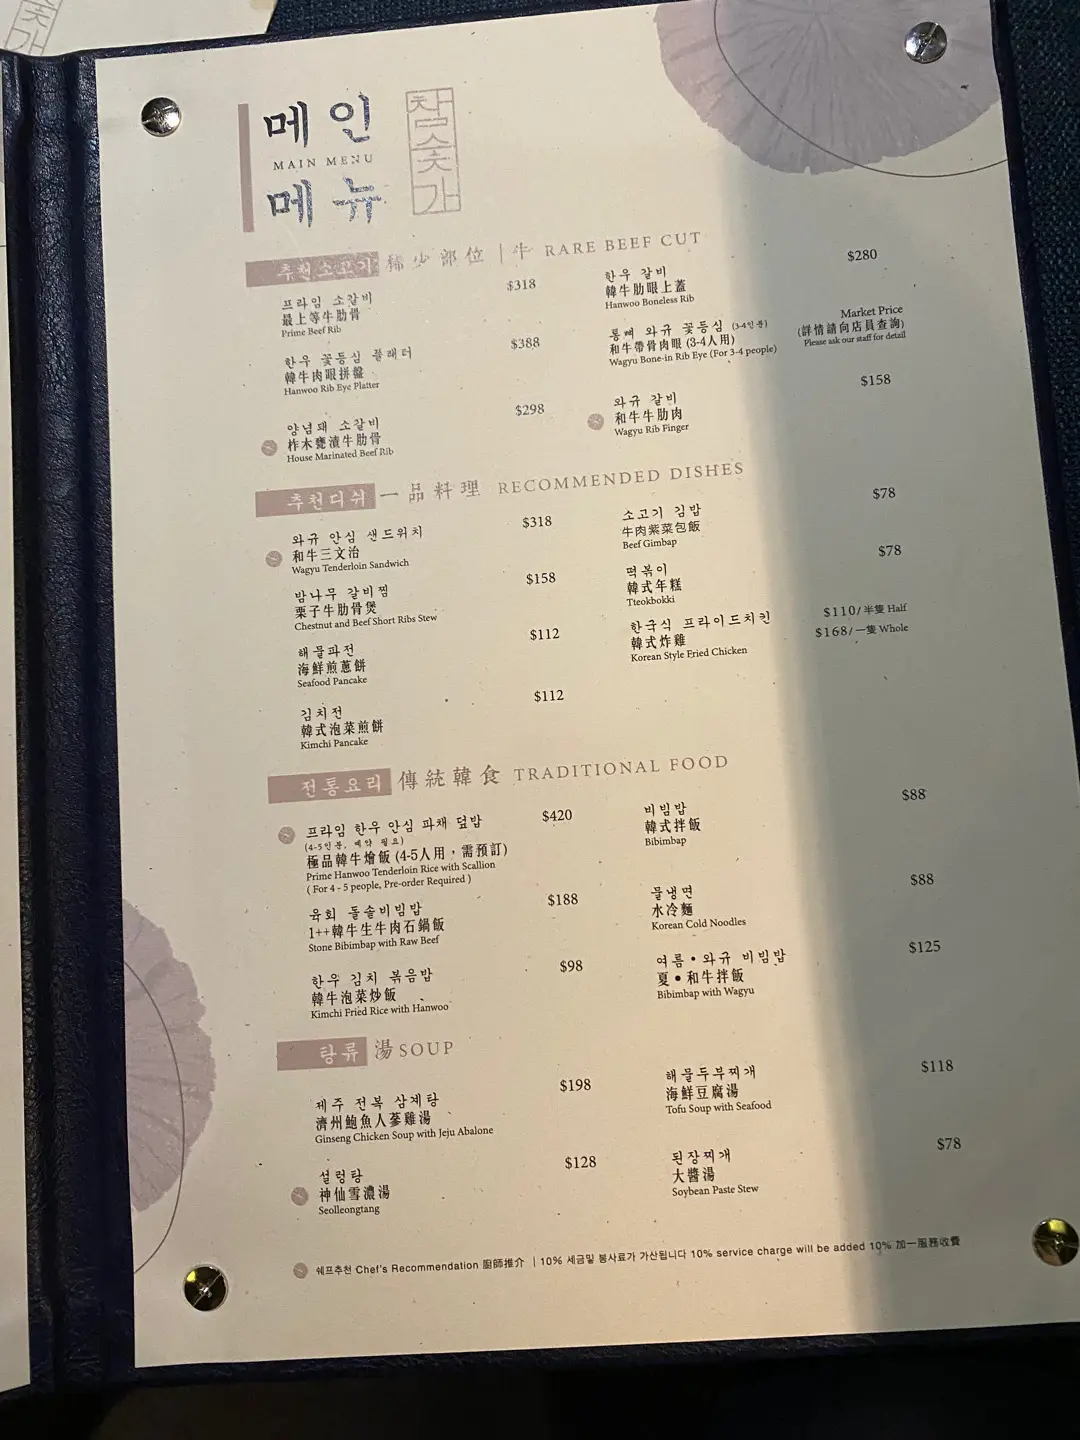 메 인
MAIN MENU
메 뉴
참숯가
추천소고기 稀少部位 | 牛 RARE BEEF CUT
프라임 소갈비
最上等牛肋骨
Prime Beef Rib
$318
한우 갈비
韓牛肋眼上蓋
Hanwoo Boneless Rib
$280
한우 꽃등심 플래터
韓牛肉眼拼盤
Hanwoo Rib Eye Platter
$388
통뼈 와규 꽃등심 (3-4인분)
和牛帶骨肉眼 (3-4人用)
Wagyu Bone-in Rib Eye (For 3-4 people)
Market Price
(詳情請向店員查詢)
Please ask our staff for detail
양념돼 소갈비
柞木甕漬牛肋骨
House Marinated Beef Rib
$298
와규 갈비
和牛牛肋肉
Wagyu Rib Finger
$158
추천디쉬 一品料理 RECOMMENDED DISHES
와규 안심 샌드위치
和牛三文治
Wagyu Tenderloin Sandwich
$318
소고기 김밥
牛肉紫菜包飯
Beef Gimbap
$78
밤나무 갈비찜
栗子牛肋骨煲
Chestnut and Beef Short Ribs Stew
$158
떡볶이
韓式年糕
Tteokbokki
$78
해물파전
海鮮煎蔥餅
Seafood Pancake
$112
한국식 프라이드치킨
韓式炸雞
Korean Style Fried Chicken
$110/半隻 Half
$168/一隻 Whole
김치전
韓式泡菜煎餅
Kimchi Pancake
$112
전통요리 傳統韓食 TRADITIONAL FOOD
프라임 한우 안심 파채 덮밥
(4-5인분, 예약 필요)
極品韓牛燴飯 (4-5人用，需預訂)
Prime Hanwoo Tenderloin Rice with Scallion
( For 4 - 5 people, Pre-order Required )
$420
비빔밥
韓式拌飯
Bibimbap
$88
육회 돌솥비빔밥
1++韓牛生牛肉石鍋飯
Stone Bibimbap with Raw Beef
$188
물냉면
水冷麵
Korean Cold Noodles
$88
한우 김치 볶음밥
韓牛泡菜炒飯
Kimchi Fried Rice with Hanwoo
$98
여름•와규 비빔밥
夏•和牛拌飯
Bibimbap with Wagyu
$125
탕류 湯 SOUP
제주 전복 삼계탕
濟州鮑魚人蔘雞湯
Ginseng Chicken Soup with Jeju Abalone
$198
해물두부찌개
海鮮豆腐湯
Tofu Soup with Seafood
$118
설렁탕
神仙雪濃湯
Seolleongtang
$128
된장찌개
大醬湯
Soybean Paste Stew
$78
쉐프추천 Chef's Recommendation 廚師推介 | 10% 세금및 봉사료가 가산됩니다 10% service charge will be added 10% 加一服務收費